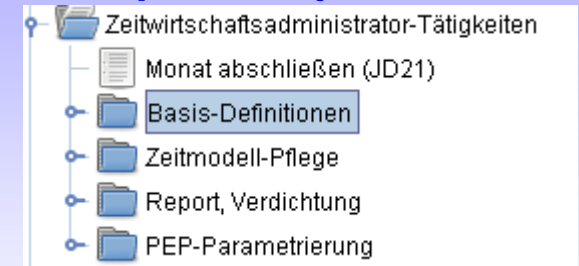 Zeitwirtschaftsadministrator-Tätigkeiten
Monat abschließen (JD21)
Basis-Definitionen
Zeitmodell-Pflege
Report, Verdichtung
PEP-Parametrierung